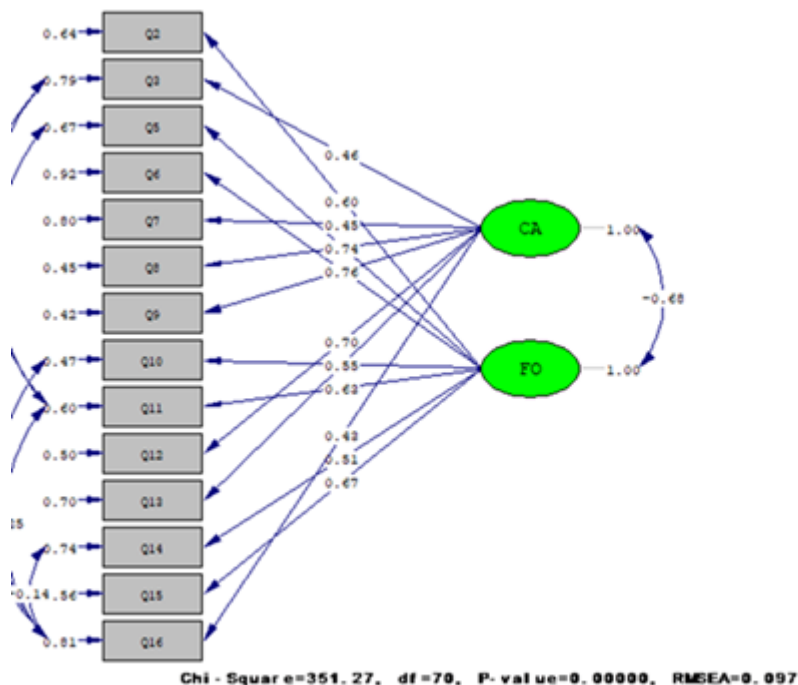 0.64 Q2
0.79 Q3
0.67 Q5
0.92 Q6
0.80 Q7
0.45 Q8
0.42 Q9
0.47 Q10
0.60 Q11
0.50 Q12
0.70 Q13
0.74 Q14
-0.14 .56 Q15
0.81 Q16
0.46
0.60
0.45
0.74
0.76
0.70
0.55
0.63
0.43
0.51
0.67
CA 1.00
-0.68
FO 1.00
Chi-Square=351.27, df=70, P-value=0.00000, RMSEA=0.097